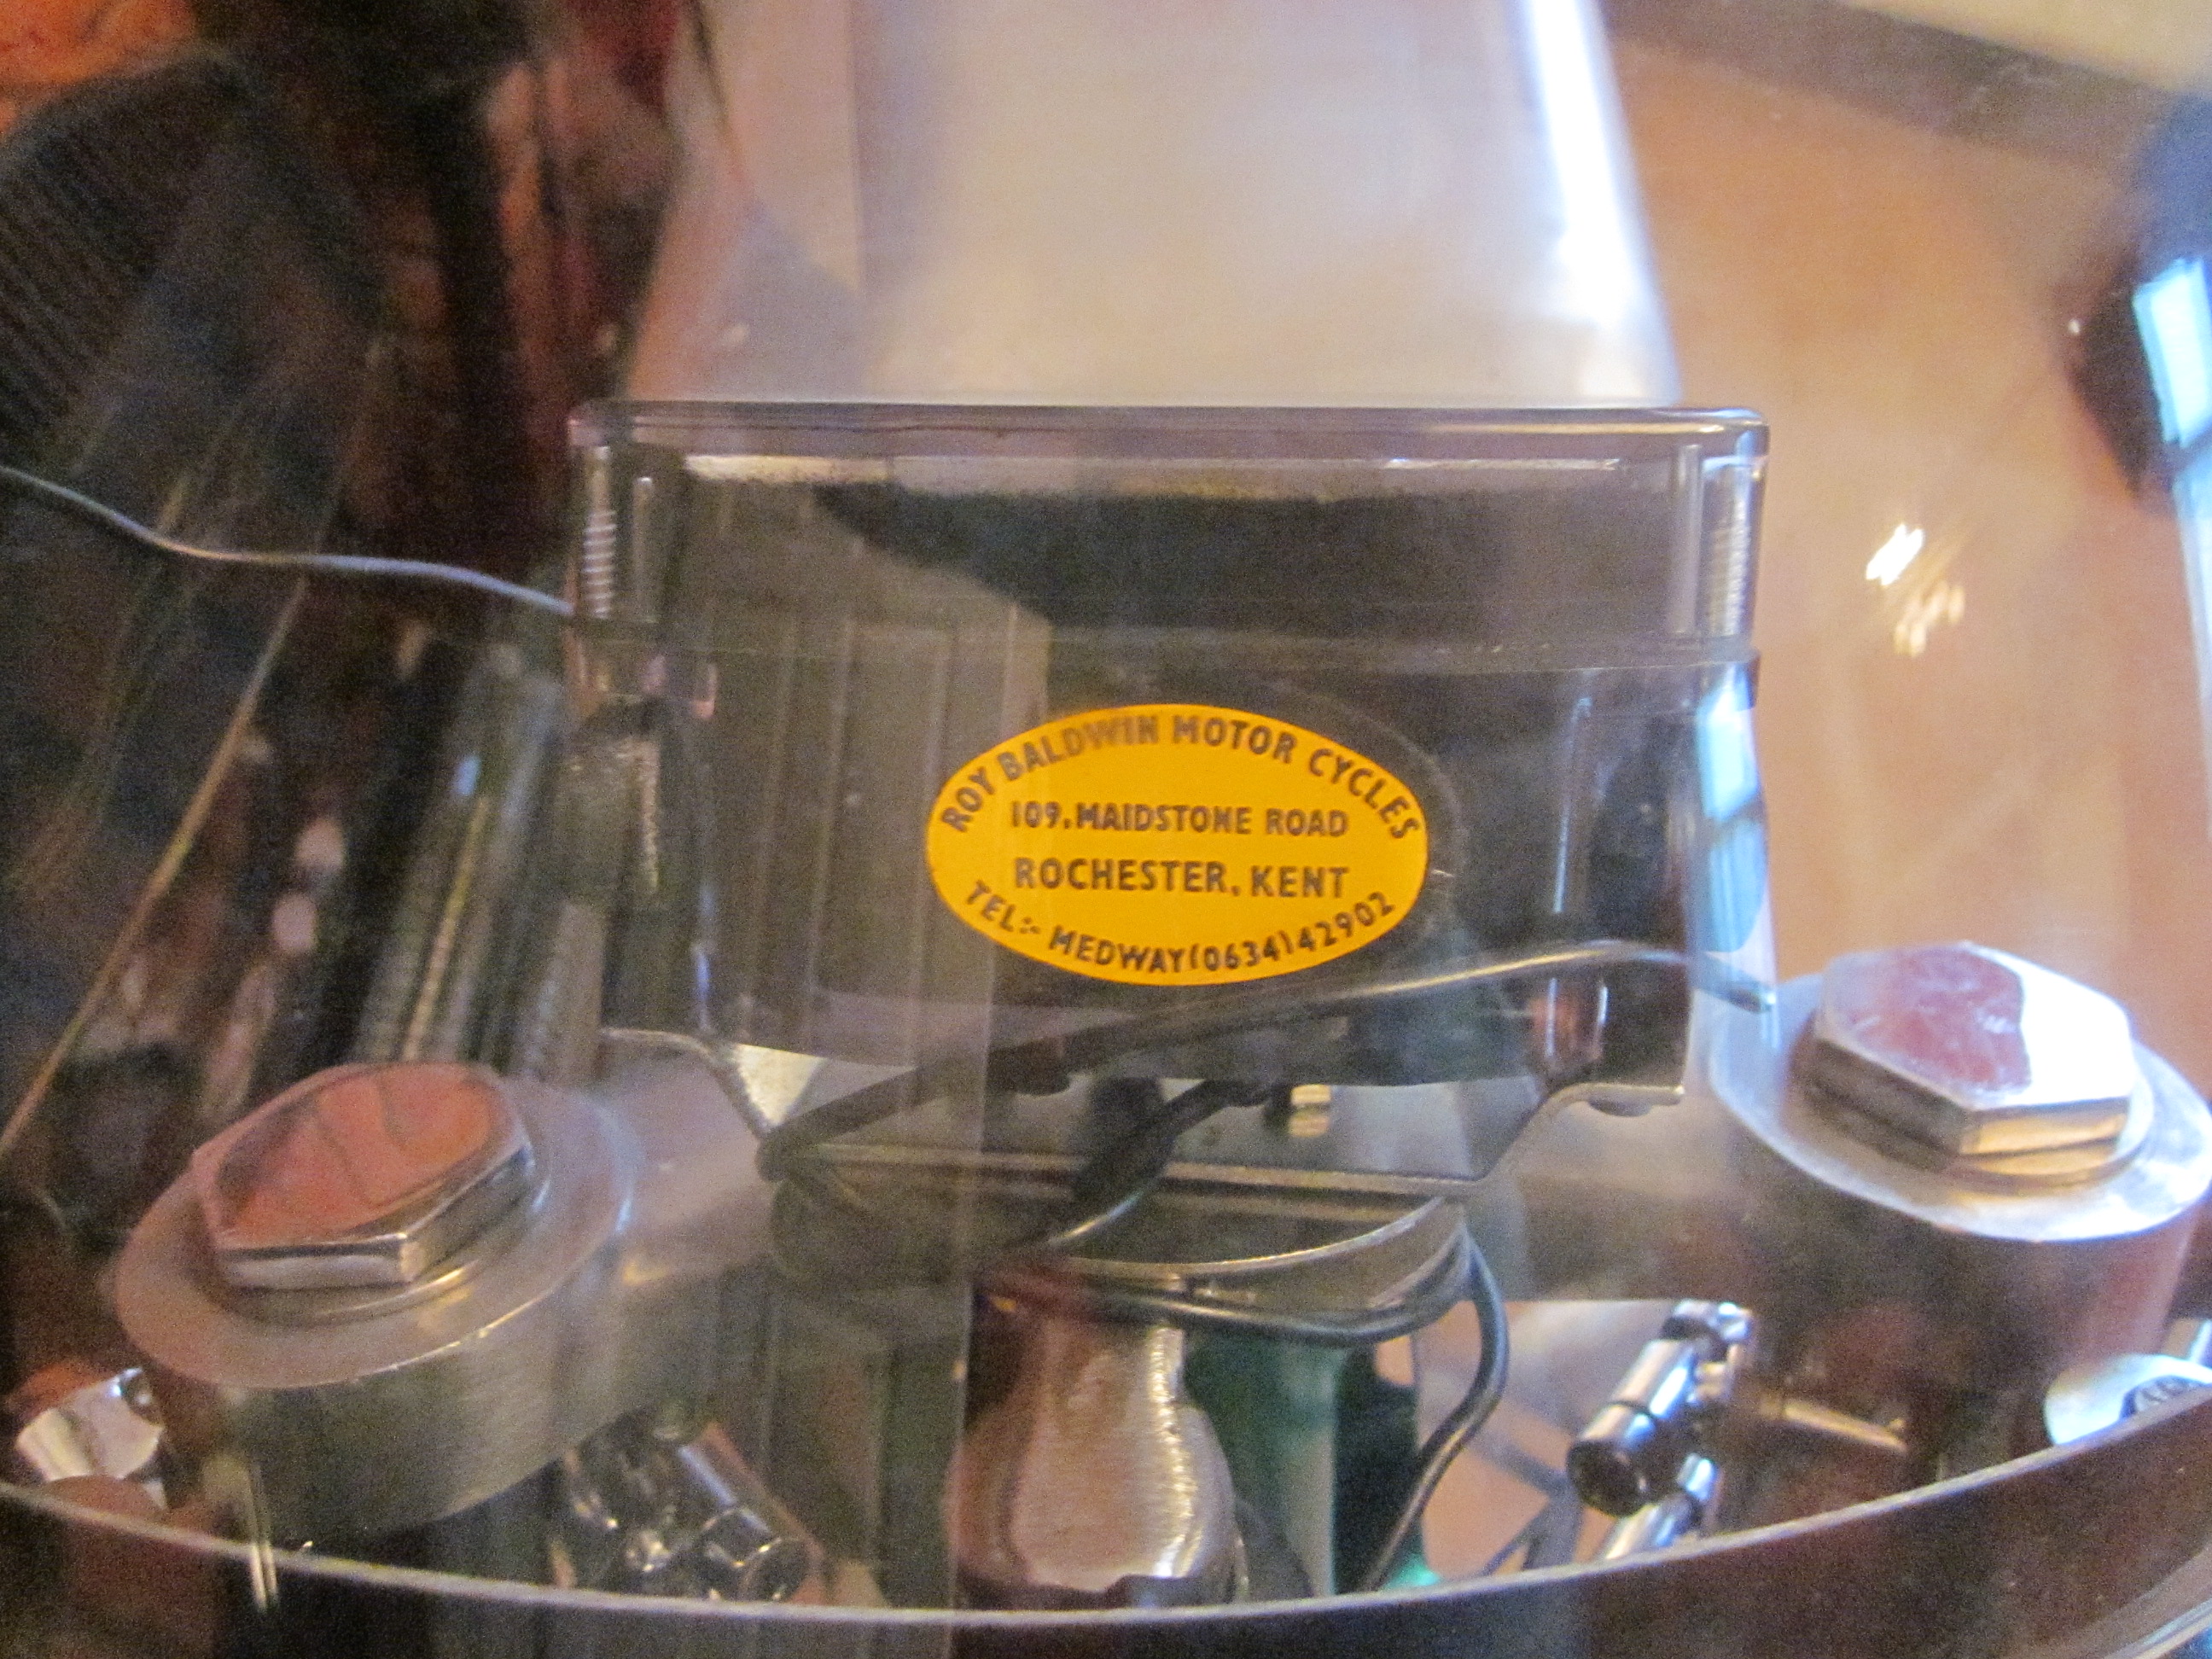 ROY BALDWIN MOTOR CYCLES
109. MAIDSTONE ROAD
ROCHESTER. KENT
TEL:- MEDWAY (0634) 42902